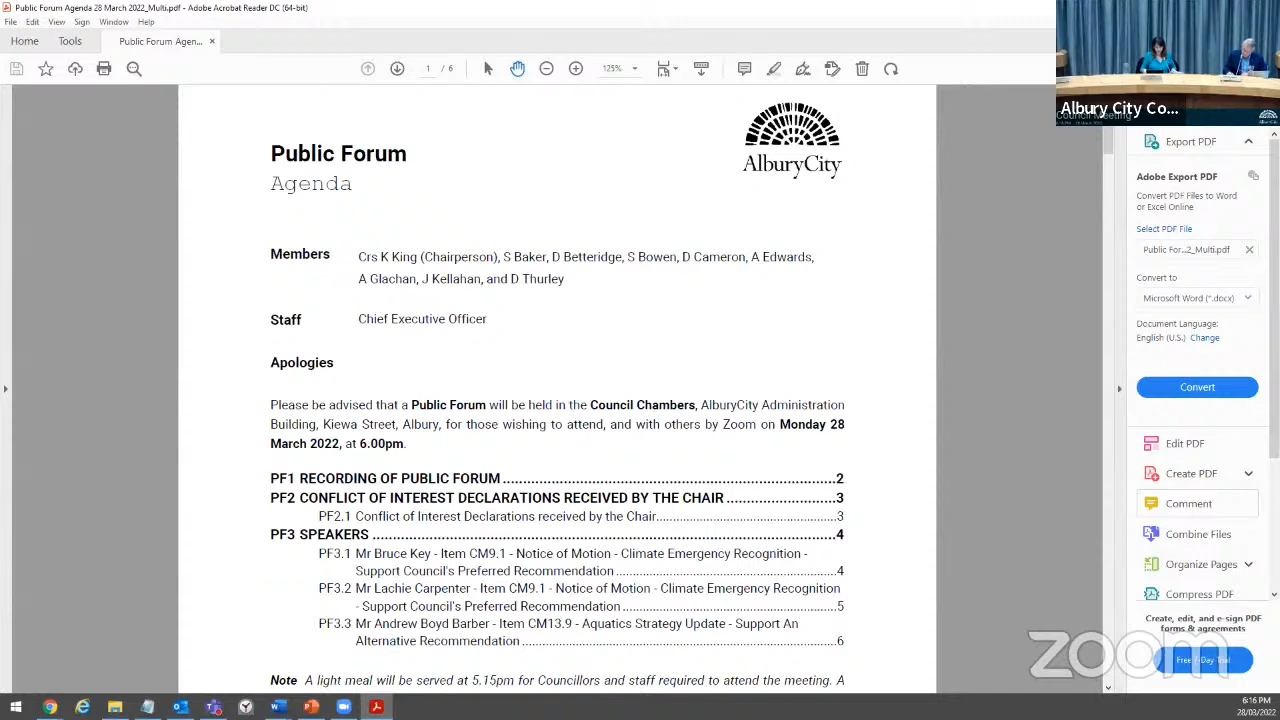 Public Forum Agenda 28 March 2022_Multi.pdf - Adobe Acrobat Reader DC (64-bit)
File Edit View Sign Window Help
Home Tools Public Forum Agen... ×
1 / 6 125%
Albury City Co...
Council Meeting
Public Forum
Agenda
AlburyCity
Members Crs K King (Chairperson), S Baker, D Betteridge, S Bowen, D Cameron, A Edwards,
A Glachan, J Kellahan, and D Thurley
Staff Chief Executive Officer
Apologies
Please be advised that a Public Forum will be held in the Council Chambers, AlburyCity Administration
Building, Kiewa Street, Albury, for those wishing to attend, and with others by Zoom on Monday 28
March 2022, at 6.00pm.
PF1 RECORDING OF PUBLIC FORUM ........ 2
PF2 CONFLICT OF INTEREST DECLARATIONS RECEIVED BY THE CHAIR ........ 3
PF2.1 Conflict of Interest Declarations received by the Chair ........ 3
PF3 SPEAKERS ........ 4
PF3.1 Mr Bruce Key - Item CM9.1 - Notice of Motion - Climate Emergency Recognition -
Support Council's Preferred Recommendation ........ 4
PF3.2 Mr Lachie Carpenter - Item CM9.1 - Notice of Motion - Climate Emergency Recognition
- Support Council's Preferred Recommendation ........ 5
PF3.3 Mr Andrew Boyd Barber - Item CM13.9 - Aquatics Strategy Update - Support An
Alternative Recommendation ........ 6
Note A light meal will be served at 5.15pm for Councillors and staff required to attend the meeting. A
Export PDF
Adobe Export PDF
Convert PDF Files to Word
or Excel Online
Select PDF File
Public For...2_Multi.pdf
Convert to
Microsoft Word (*.docx)
Document Language:
English (U.S.) Change
Convert
Edit PDF
Create PDF
Comment
Combine Files
Organize Pages
Compress PDF
Create, edit, and e-sign PDF
forms & agreements
Free 7-Day Trial
zoom
6:16 PM
28/03/2022